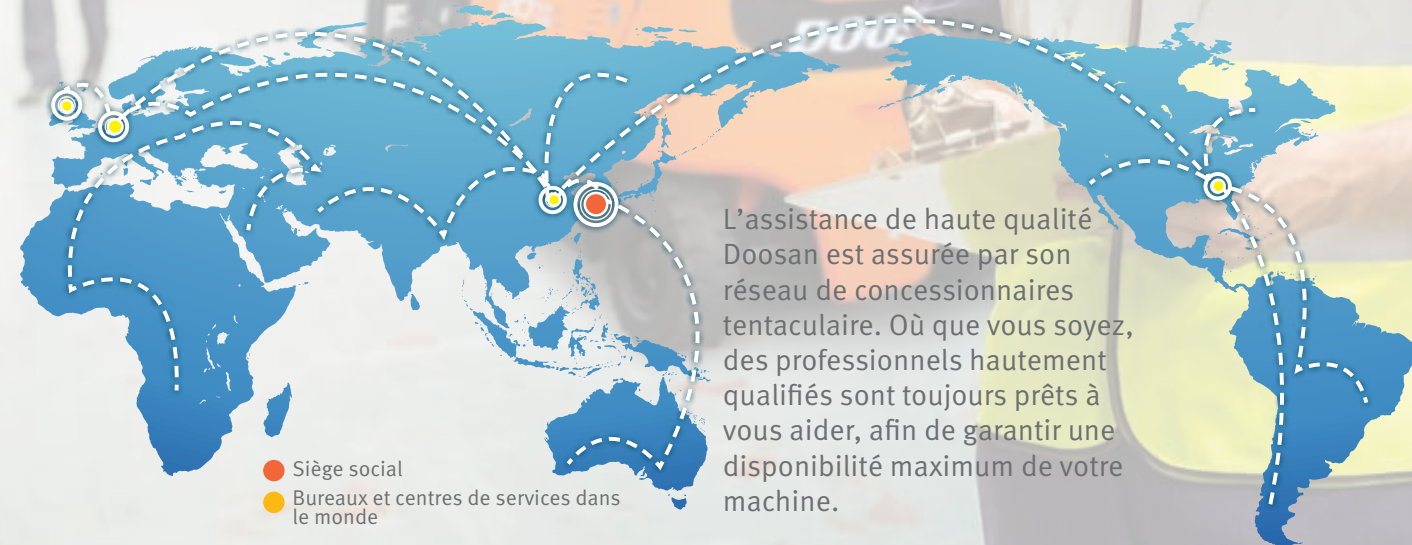 DOOS
L’assistance de haute qualité
Doosan est assurée par son
réseau de concessionnaires
tentaculaire. Où que vous soyez,
des professionnels hautement
qualifiés sont toujours prêts à
vous aider, afin de garantir une
disponibilité maximum de votre
machine.
Siège social
Bureaux et centres de services dans
le monde